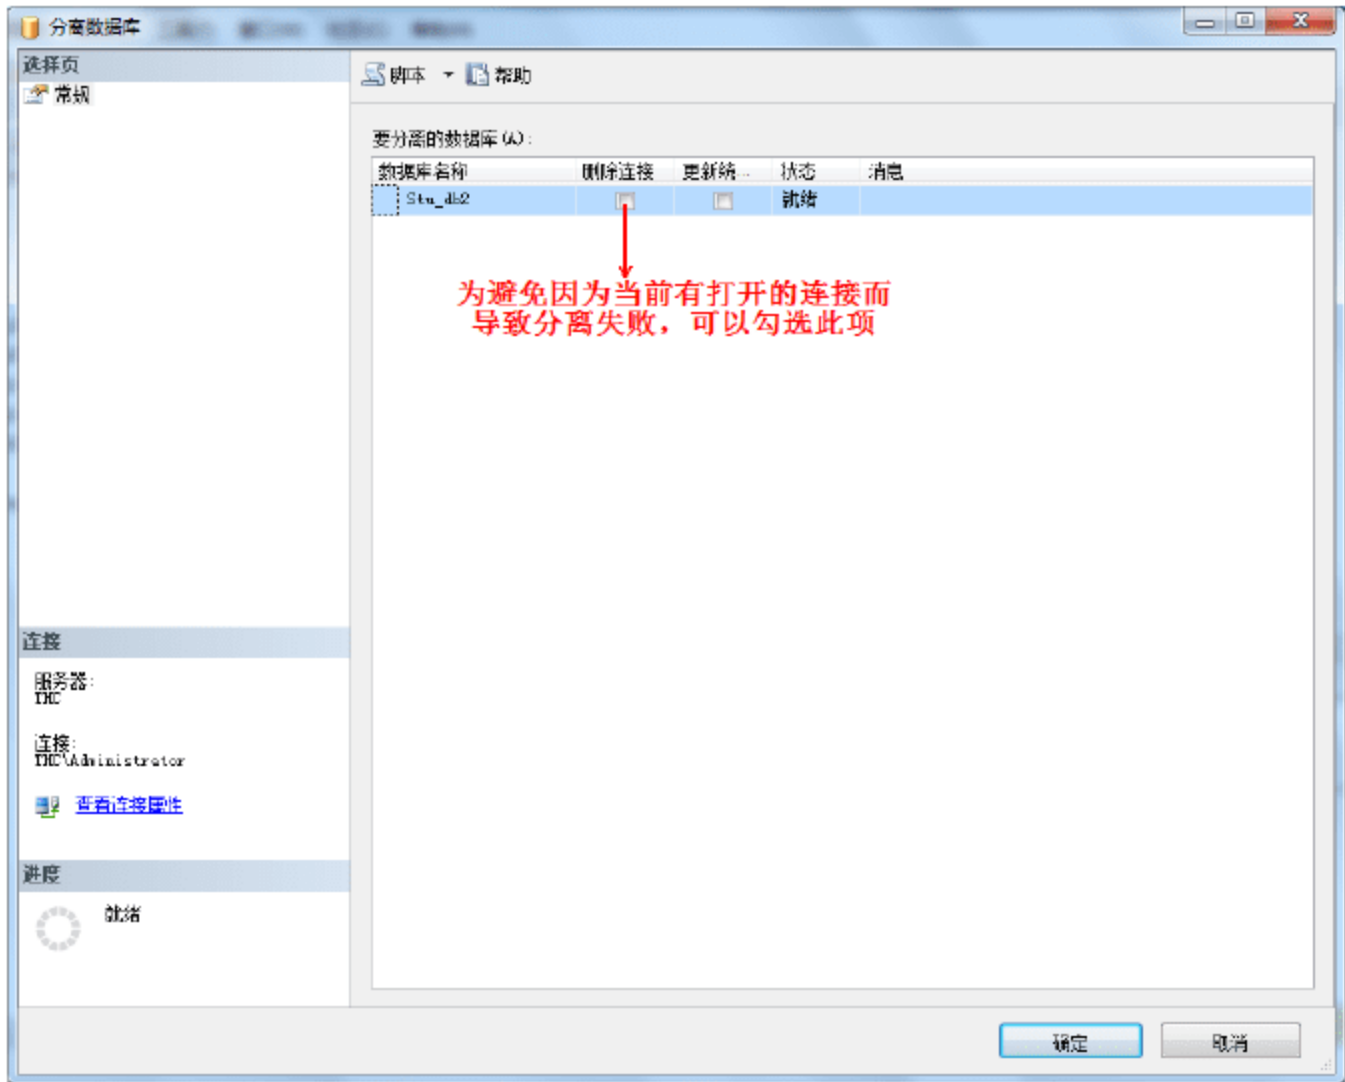 分离数据库
选择页
常规
脚本
帮助
要分离的数据库(A):
数据库名称 删除连接 更新统... 状态 消息
Stu_db2 就绪
为避免因为当前有打开的连接而
导致分离失败，可以勾选此项
连接
服务器:
连接:
\Administrator
查看连接属性
进度
就绪
确定
取消